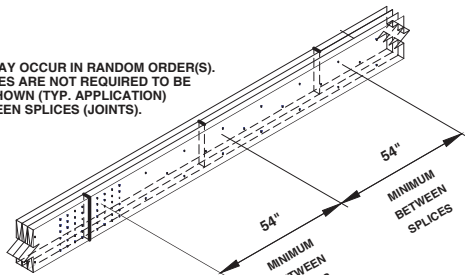 AY OCCUR IN RANDOM ORDER(S).
ES ARE NOT REQUIRED TO BE
HOWN (TYP. APPLICATION)
EEN SPLICES (JOINTS).
54"
MINIMUM
BETWEEN
SPLICES
54"
MINIMUM
TWEEN